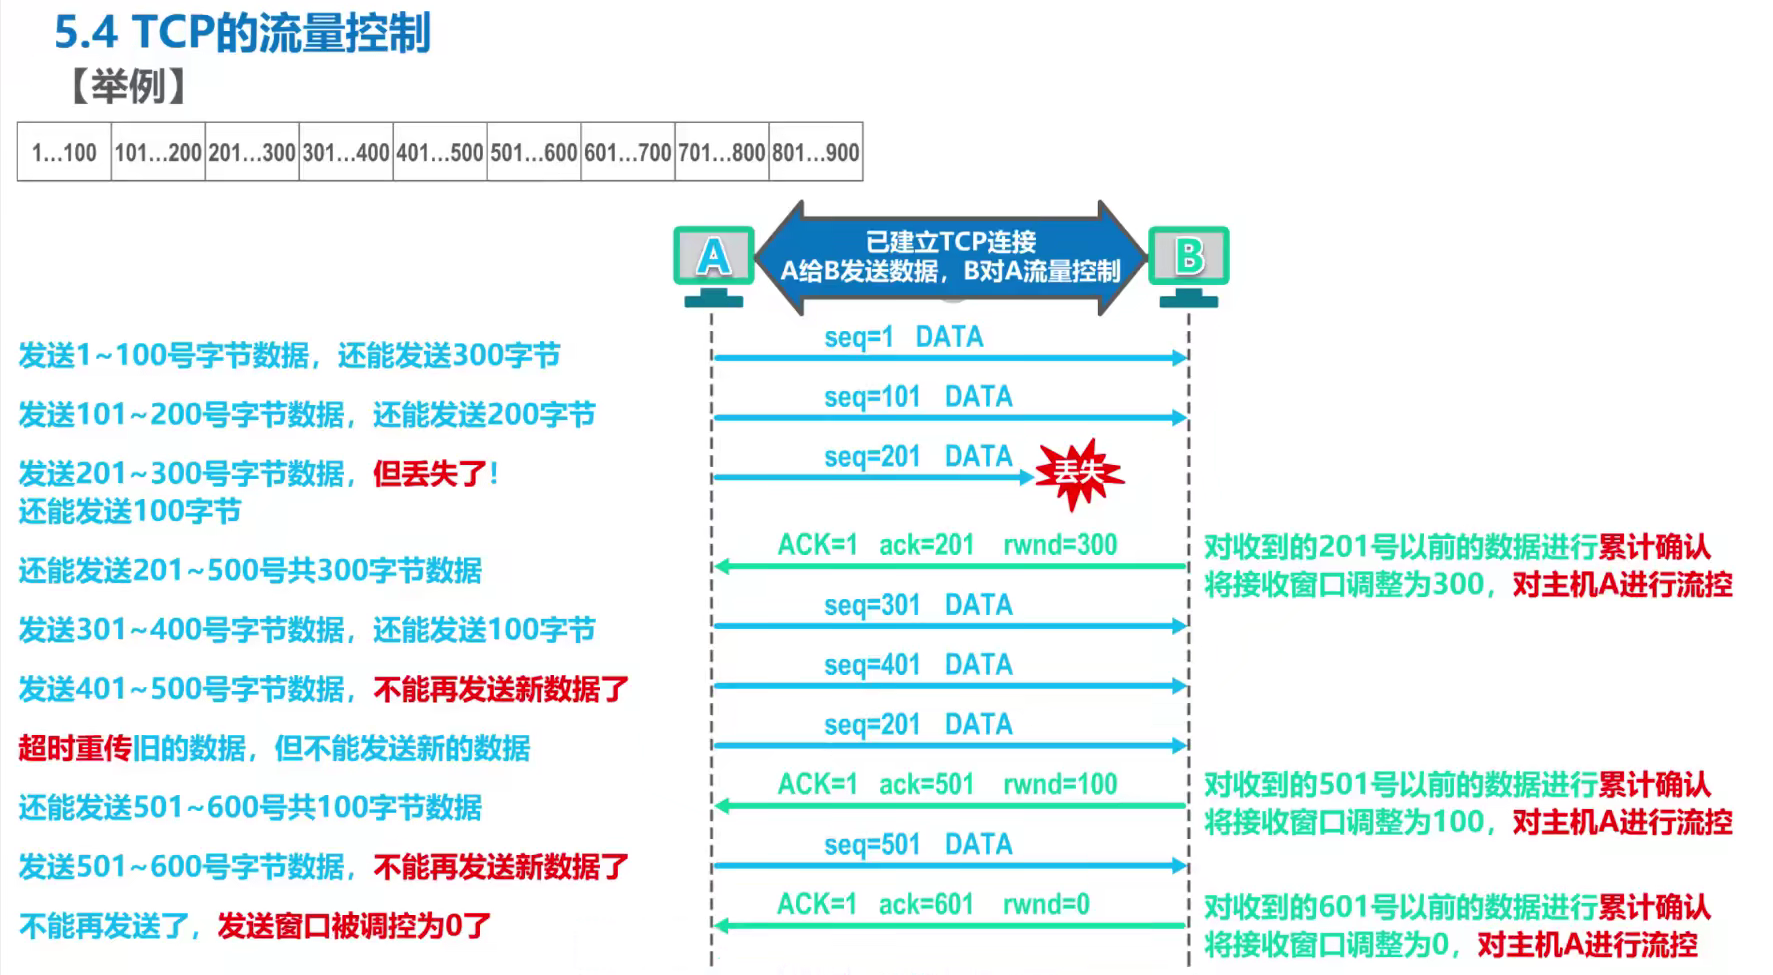 5.4 TCP的流量控制
【举例】
1…100 101…200 201…300 301…400 401…500 501…600 601…700 701…800 801…900
A
已建立TCP连接
A给B发送数据，B对A流量控制
B
发送1~100号字节数据，还能发送300字节
seq=1 DATA
发送101~200号字节数据，还能发送200字节
seq=101 DATA
发送201~300号字节数据，但丢失了！
还能发送100字节
seq=201 DATA
丢失
还能发送201~500号共300字节数据
ACK=1 ack=201 rwnd=300
对收到的201号以前的数据进行累计确认
将接收窗口调整为300，对主机A进行流控
发送301~400号字节数据，还能发送100字节
seq=301 DATA
发送401~500号字节数据，不能再发送新数据了
seq=401 DATA
超时重传旧的数据，但不能发送新的数据
seq=201 DATA
还能发送501~600号共100字节数据
ACK=1 ack=501 rwnd=100
对收到的501号以前的数据进行累计确认
将接收窗口调整为100，对主机A进行流控
发送501~600号字节数据，不能再发送新数据了
seq=501 DATA
不能再发送了，发送窗口被调控为0了
ACK=1 ack=601 rwnd=0
对收到的601号以前的数据进行累计确认
将接收窗口调整为0，对主机A进行流控